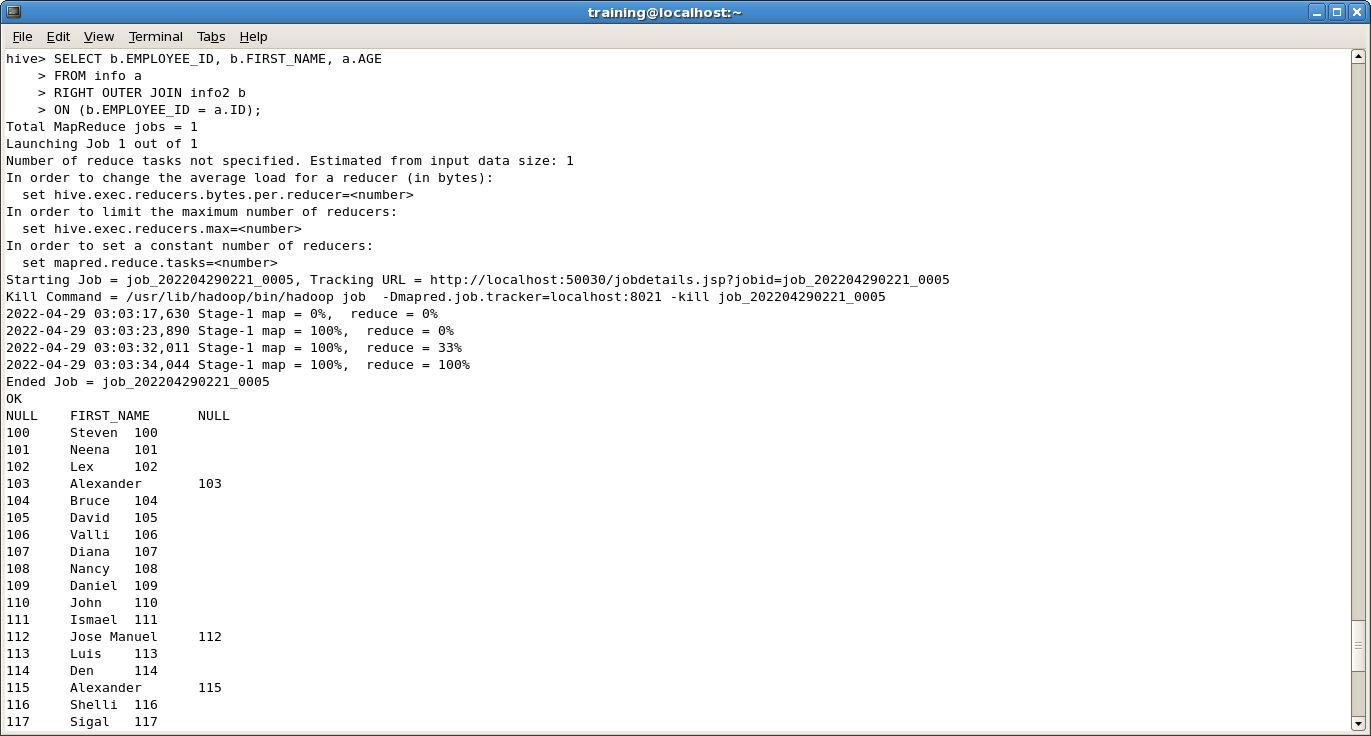 training@localhost:~
File Edit View Terminal Tabs Help
hive> SELECT b.EMPLOYEE_ID, b.FIRST_NAME, a.AGE
    > FROM info a
    > RIGHT OUTER JOIN info2 b
    > ON (b.EMPLOYEE_ID = a.ID);
Total MapReduce jobs = 1
Launching Job 1 out of 1
Number of reduce tasks not specified. Estimated from input data size: 1
In order to change the average load for a reducer (in bytes):
  set hive.exec.reducers.bytes.per.reducer=<number>
In order to limit the maximum number of reducers:
  set hive.exec.reducers.max=<number>
In order to set a constant number of reducers:
  set mapred.reduce.tasks=<number>
Starting Job = job_202204290221_0005, Tracking URL = http://localhost:50030/jobdetails.jsp?jobid=job_202204290221_0005
Kill Command = /usr/lib/hadoop/bin/hadoop job  -Dmapred.job.tracker=localhost:8021 -kill job_202204290221_0005
2022-04-29 03:03:17,630 Stage-1 map = 0%,  reduce = 0%
2022-04-29 03:03:23,890 Stage-1 map = 100%,  reduce = 0%
2022-04-29 03:03:32,011 Stage-1 map = 100%,  reduce = 33%
2022-04-29 03:03:34,044 Stage-1 map = 100%,  reduce = 100%
Ended Job = job_202204290221_0005
OK
NULL    FIRST_NAME      NULL
100     Steven  100
101     Neena   101
102     Lex     102
103     Alexander       103
104     Bruce   104
105     David   105
106     Valli   106
107     Diana   107
108     Nancy   108
109     Daniel  109
110     John    110
111     Ismael  111
112     Jose Manuel     112
113     Luis    113
114     Den     114
115     Alexander       115
116     Shelli  116
117     Sigal   117